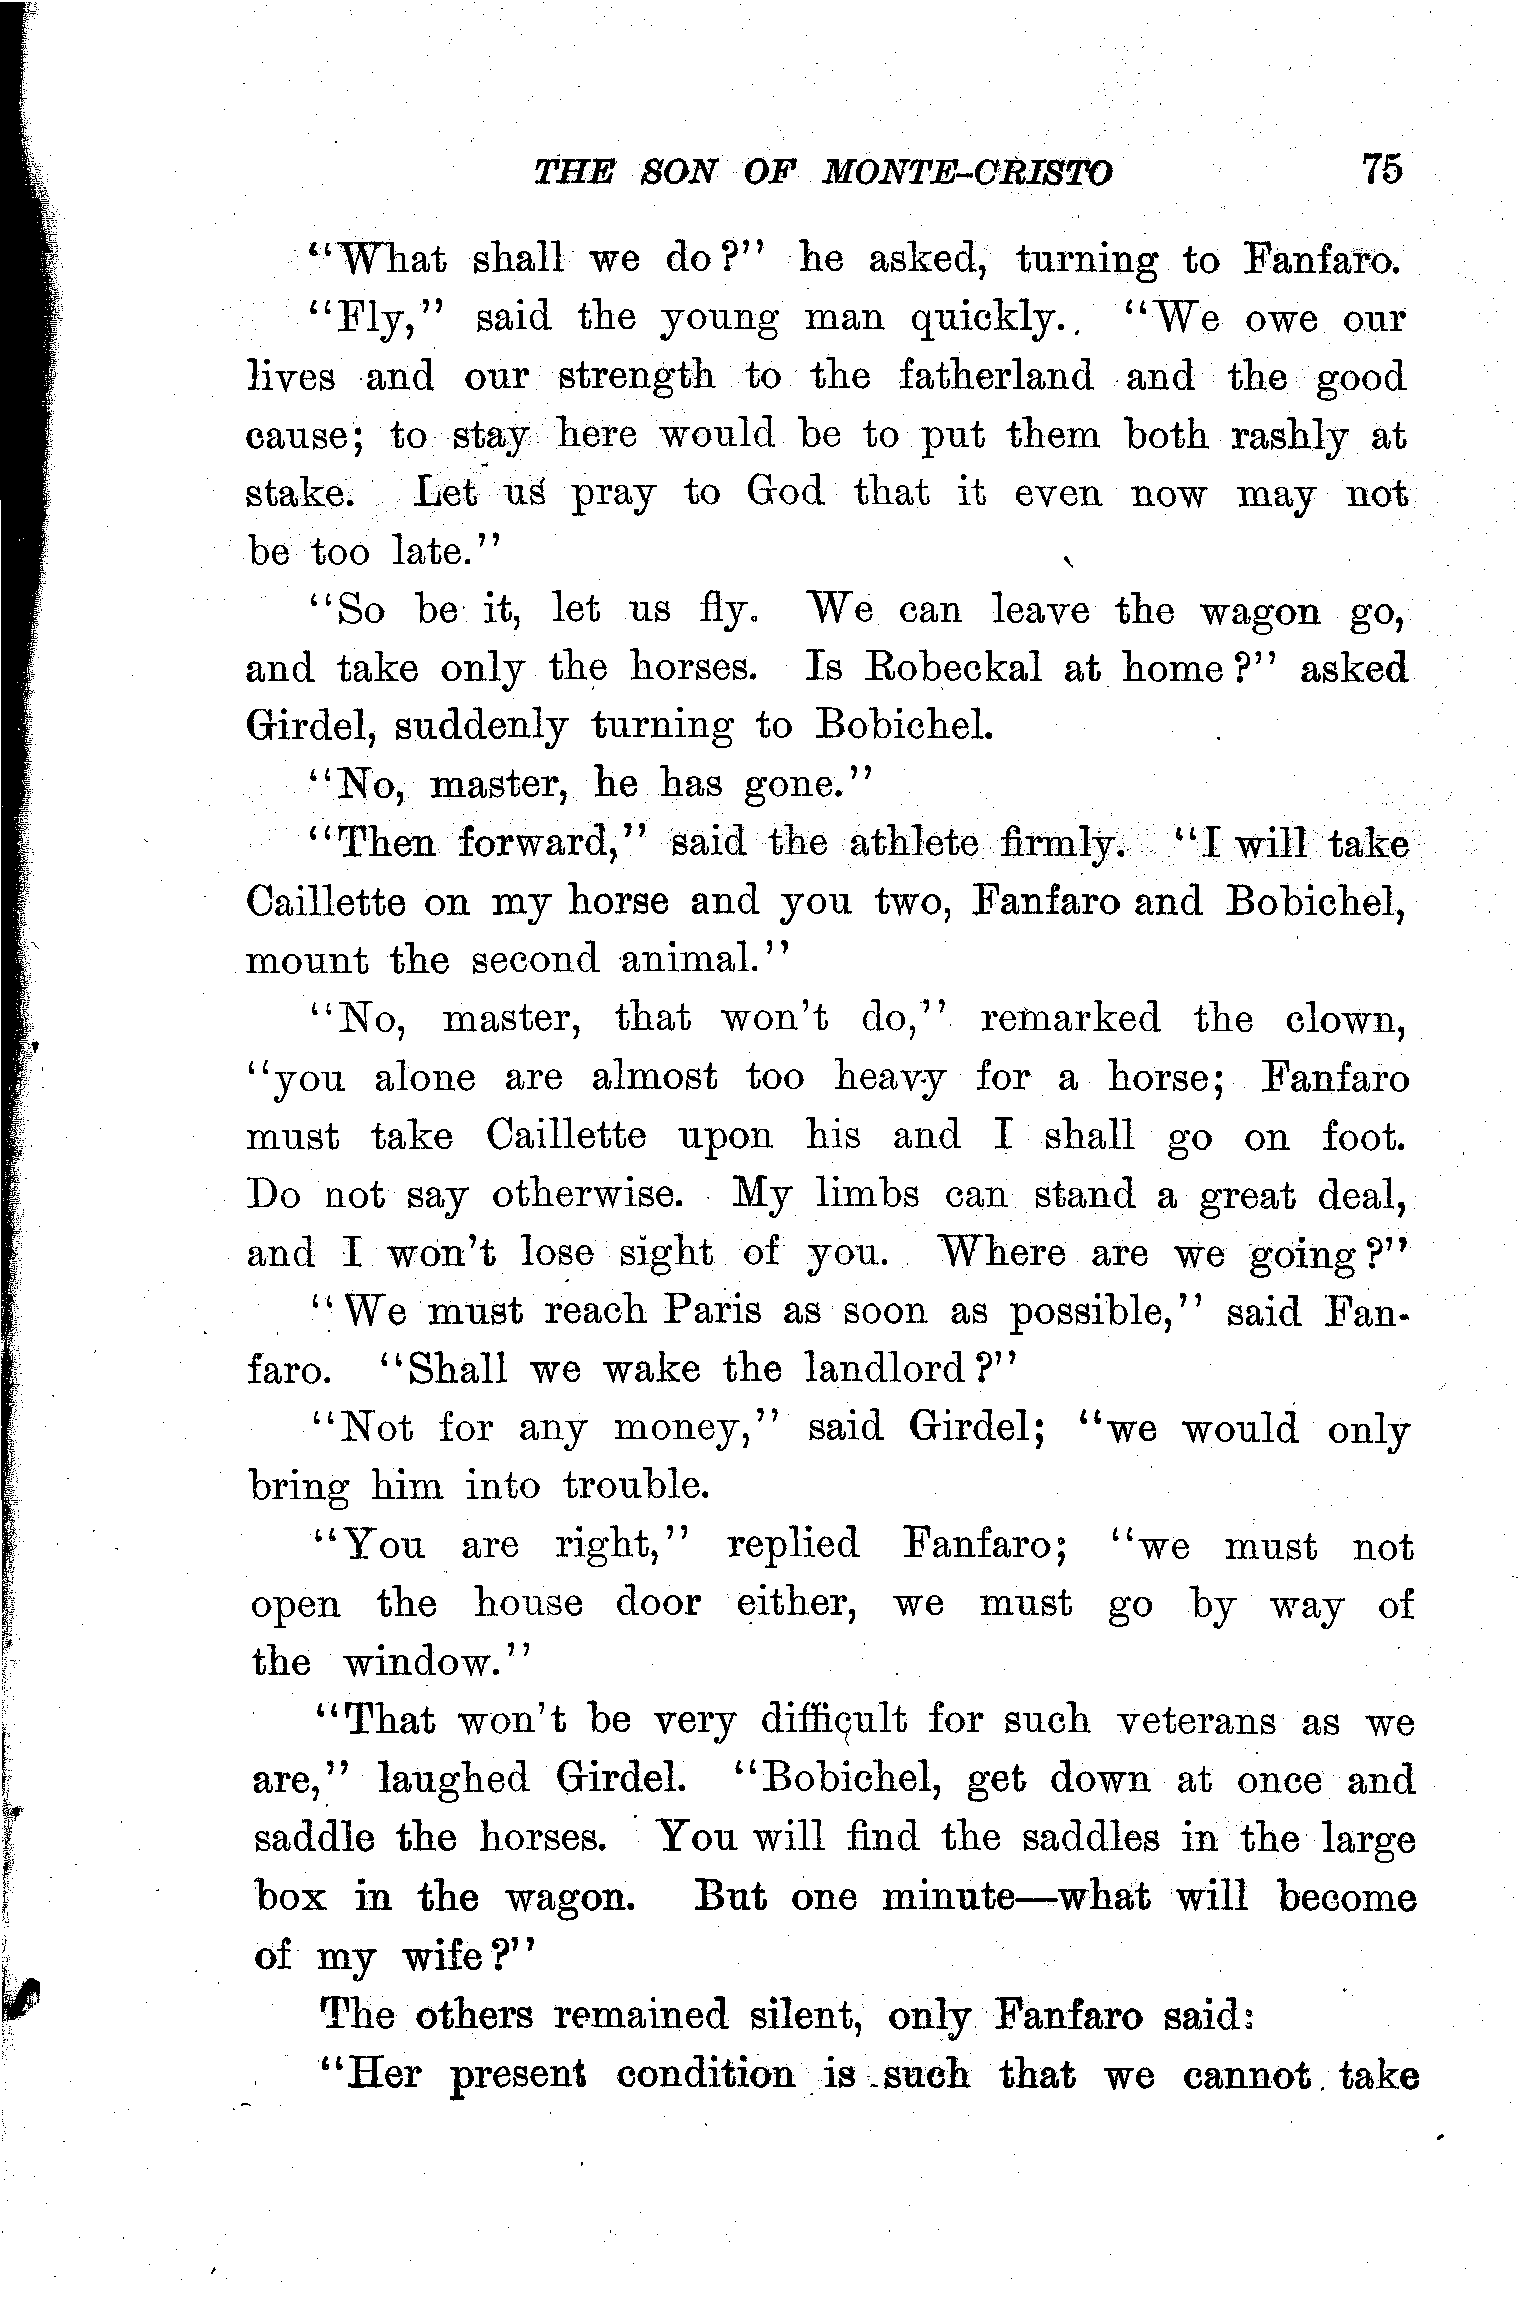 THE SON OF MONTE-CRISTO 75
"What shall we do?" he asked, turning to Fanfaro.
"Fly," said the young man quickly. "We owe our
lives and our strength to the fatherland and the good
cause; to stay here would be to put them both rashly at
stake. Let us pray to God that it even now may not
be too late."
"So be it, let us fly. We can leave the wagon go,
and take only the horses. Is Robeckal at home?" asked
Girdel, suddenly turning to Bobichel.
"No, master, he has gone."
"Then forward," said the athlete firmly. "I will take
Caillette on my horse and you two, Fanfaro and Bobichel,
mount the second animal."
"No, master, that won't do," remarked the clown,
"you alone are almost too heavy for a horse; Fanfaro
must take Caillette upon his and I shall go on foot.
Do not say otherwise. My limbs can stand a great deal,
and I won't lose sight of you. Where are we going?"
"We must reach Paris as soon as possible," said Fan-
faro. "Shall we wake the landlord?"
"Not for any money," said Girdel; "we would only
bring him into trouble.
"You are right," replied Fanfaro; "we must not
open the house door either, we must go by way of
the window."
"That won't be very difficult for such veterans as we
are," laughed Girdel. "Bobichel, get down at once and
saddle the horses. You will find the saddles in the large
box in the wagon. But one minute—what will become
of my wife?"
The others remained silent, only Fanfaro said:
"Her present condition is such that we cannot take